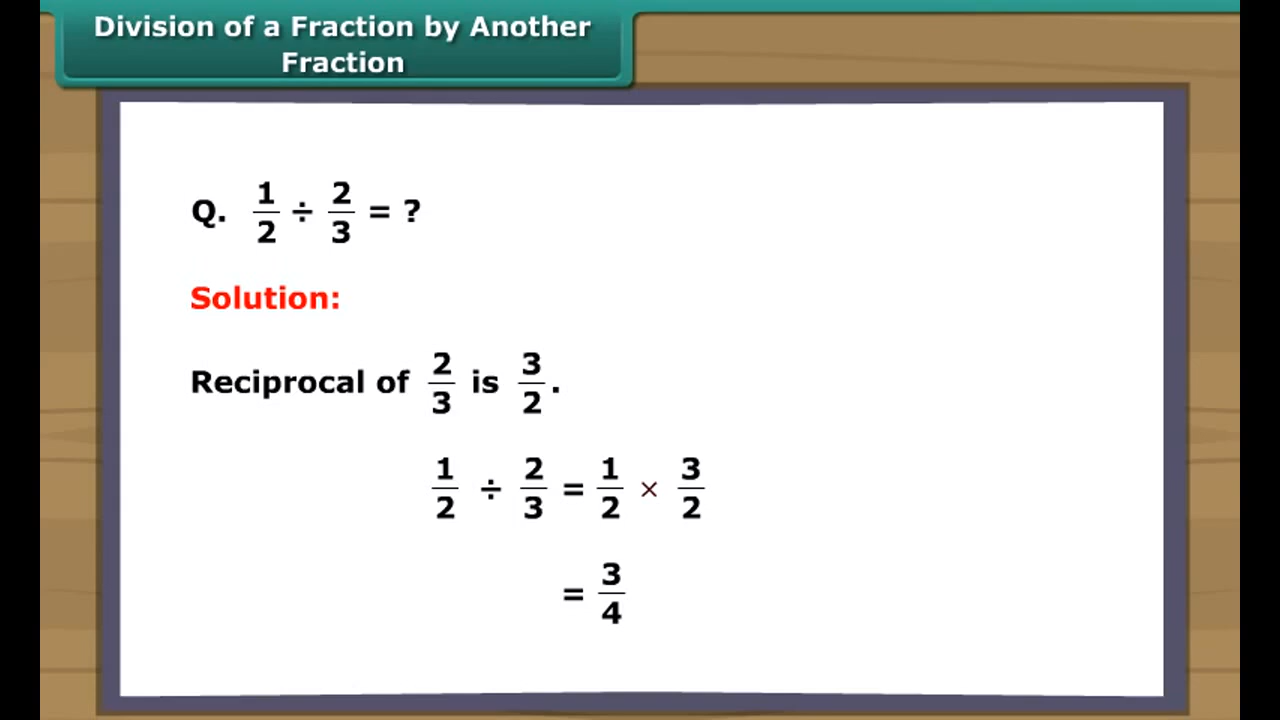 Division of a Fraction by Another
Fraction
Q. 1/2 ÷ 2/3 = ?
Solution:
Reciprocal of 2/3 is 3/2.
1/2 ÷ 2/3 = 1/2 × 3/2
= 3/4